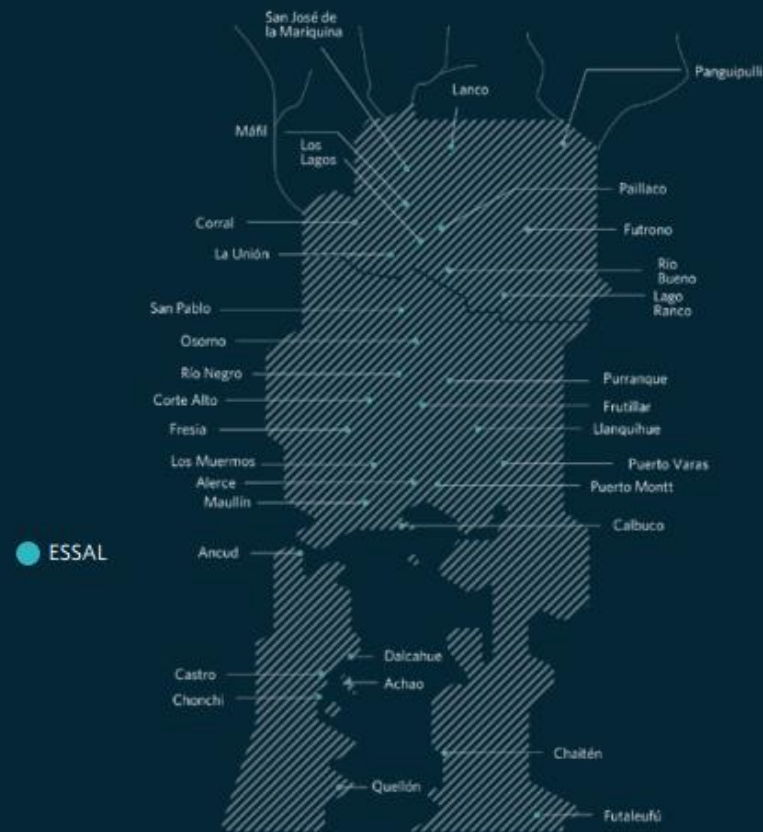 San José de
la Mariquina
Panguipulli
Lanco
Máfil
Los
Lagos
Paillaco
Corral
Futrono
La Unión
Río
Bueno
Lago
Ranco
San Pablo
Osorno
Río Negro
Purranque
Corte Alto
Frutillar
Fresia
Llanquihue
Los Muermos
Puerto Varas
Alerce
Puerto Montt
Maullín
Calbuco
ESSAL
Ancud
Dalcahue
Castro
Achao
Chonchi
Chaitén
Quellón
Futaleufú